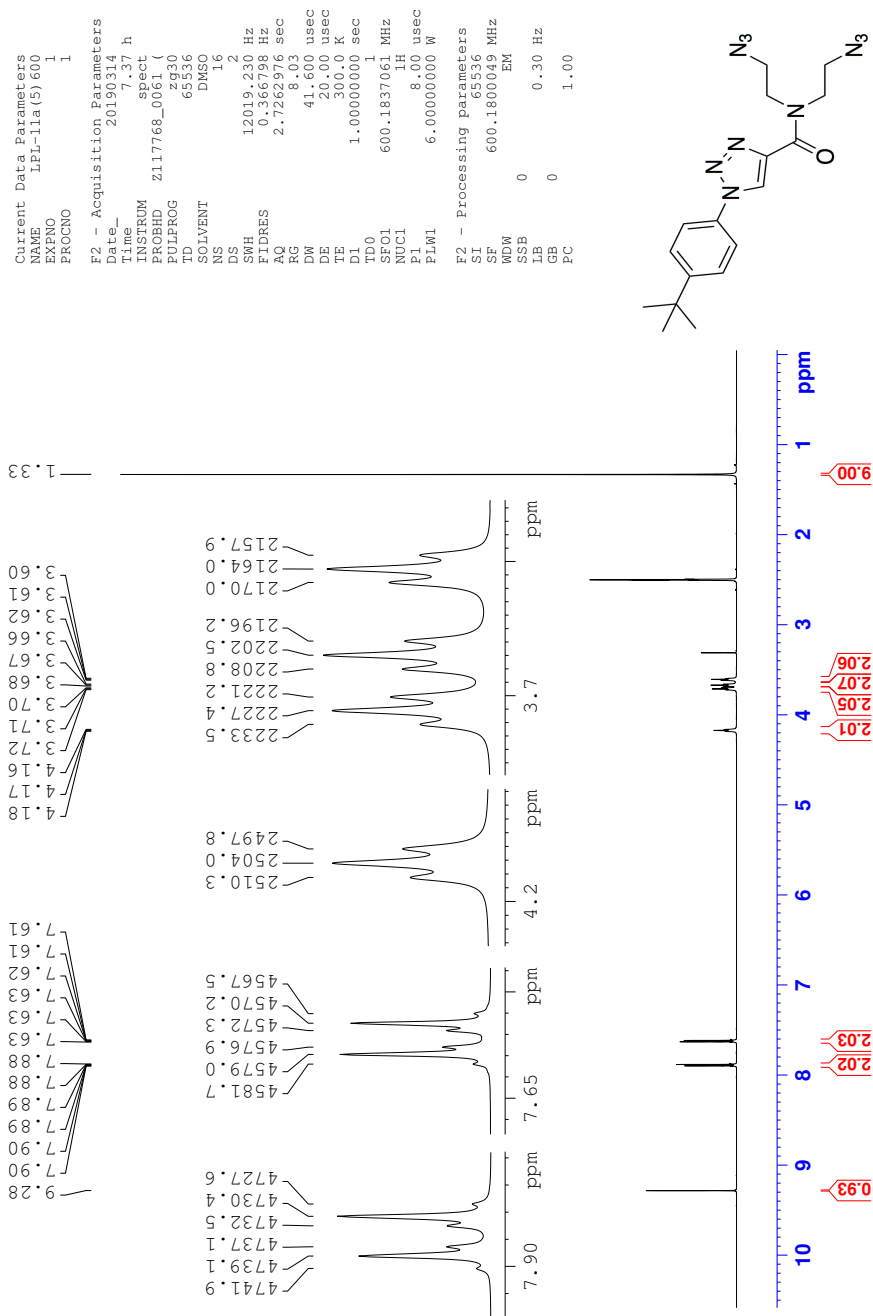 Current Data Parameters
NAME LPL-11a(5)600
EXPNO 1
PROCNO 1
F2 - Acquisition Parameters
Date_ 20190314
Time 7.37 h
INSTRUM spect
PROBHD Z117768_0061 (
PULPROG zg30
TD 65536
SOLVENT DMSO
NS 16
DS 2
SWH 12019.230 Hz
FIDRES 0.366798 Hz
AQ 2.7262976 sec
RG 8.03
DW 41.600 usec
DE 20.00 usec
TE 300.0 K
D1 1.00000000 sec
TD0 1
SFO1 600.1837061 MHz
NUC1 1H
P1 8.00 usec
PLW1 6.00000000 W
F2 - Processing parameters
SI 65536
SF 600.1800049 MHz
WDW EM
SSB 0
LB 0.30 Hz
GB 0
PC 1.00
N3
N3
N
O
N
N
N
9.28
7.90
7.90
7.89
7.89
7.88
7.88
7.63
7.63
7.63
7.62
7.61
7.61
4.18
4.17
4.16
3.72
3.71
3.70
3.68
3.67
3.66
3.62
3.61
3.60
1.33
4741.9
4739.1
4737.1
4732.5
4730.4
4727.6
7.90 ppm
4581.7
4579.0
4576.9
4572.3
4570.2
4567.5
7.65 ppm
2510.3
2504.0
2497.8
4.2 ppm
2233.5
2227.4
2221.2
2208.8
2202.5
2196.2
2170.0
2164.0
2157.9
3.7 ppm
10 9 8 7 6 5 4 3 2 1 ppm
0.93
2.02
2.03
2.01
2.05
2.07
2.06
9.00